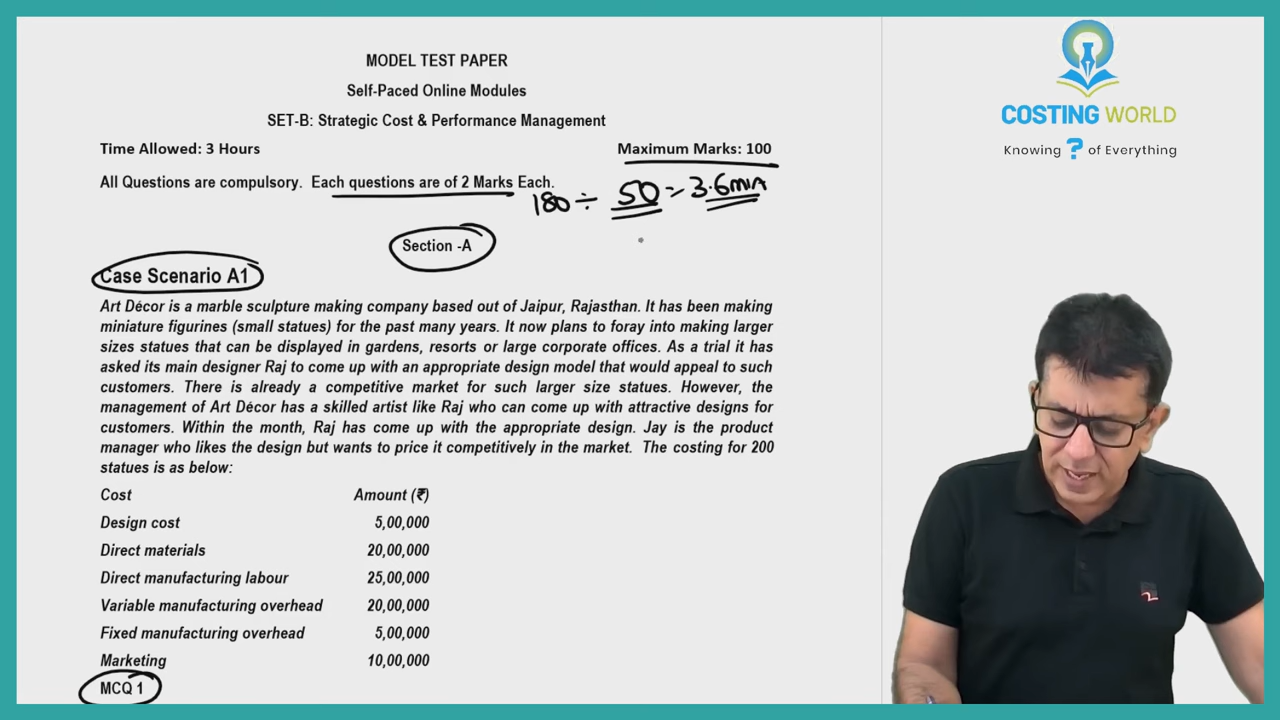 MODEL TEST PAPER
Self-Paced Online Modules
SET-B: Strategic Cost & Performance Management
Time Allowed: 3 Hours Maximum Marks: 100
All Questions are compulsory. Each questions are of 2 Marks Each.
180 ÷ 50 = 3.6min
Section -A
Case Scenario A1
Art Décor is a marble sculpture making company based out of Jaipur, Rajasthan. It has been making
miniature figurines (small statues) for the past many years. It now plans to foray into making larger
sizes statues that can be displayed in gardens, resorts or large corporate offices. As a trial it has
asked its main designer Raj to come up with an appropriate design model that would appeal to such
customers. There is already a competitive market for such larger size statues. However, the
management of Art Décor has a skilled artist like Raj who can come up with attractive designs for
customers. Within the month, Raj has come up with the appropriate design. Jay is the product
manager who likes the design but wants to price it competitively in the market. The costing for 200
statues is as below:
Cost Amount (₹)
Design cost 5,00,000
Direct materials 20,00,000
Direct manufacturing labour 25,00,000
Variable manufacturing overhead 20,00,000
Fixed manufacturing overhead 5,00,000
Marketing 10,00,000
MCQ 1
COSTING WORLD
Knowing ? of Everything